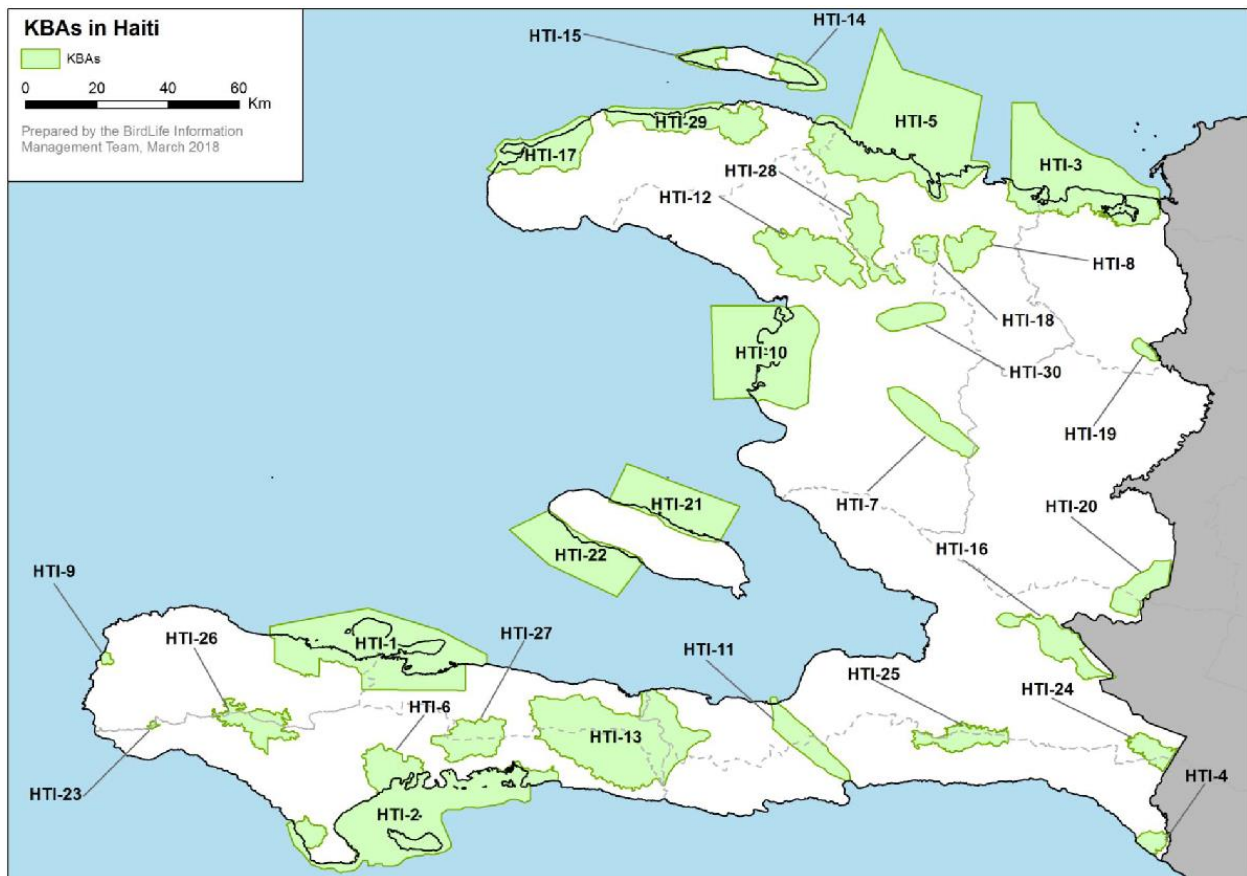 KBAs in Haiti
KBAs
0 20 40 60
Km
Prepared by the BirdLife Information
Management Team, March 2018
HTI-14
HTI-15
HTI-5
HTI-29
HTI-17
HTI-3
HTI-28
HTI-12
HTI-8
HTI-18
HTI-10
HTI-30
HTI-19
HTI-21
HTI-7
HTI-20
HTI-16
HTI-22
HTI-9
HTI-27
HTI-26
HTI-1
HTI-11
HTI-25
HTI-24
HTI-6
HTI-13
HTI-4
HTI-23
HTI-2